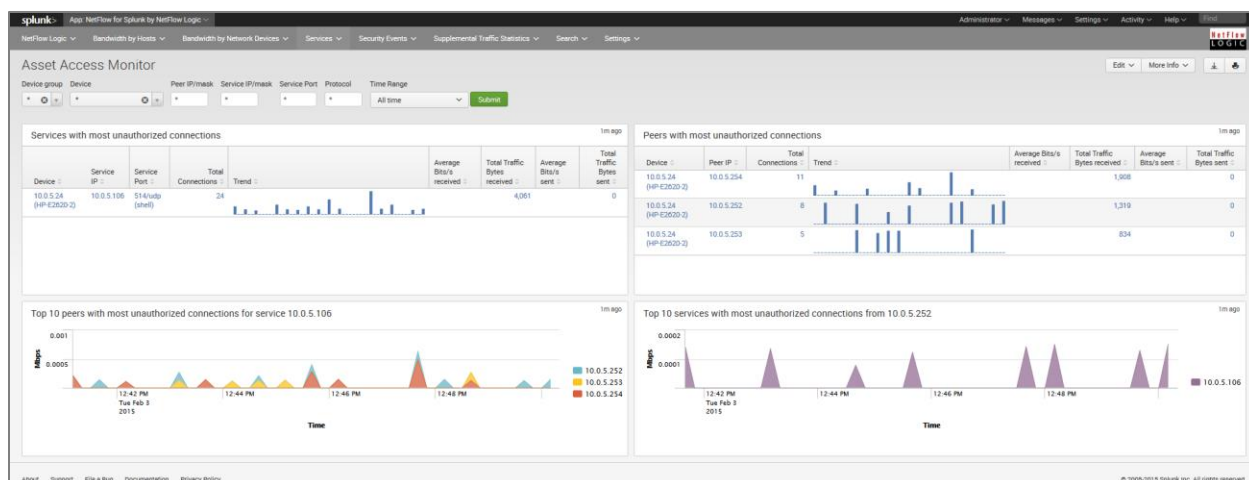 splunk> App: NetFlow for Splunk by NetFlow Logic Administrator Messages Settings Activity Help Find
NetFlow Logic Bandwidth by Hosts Bandwidth by Network Devices Services Security Events Supplemental Traffic Statistics Search Settings NetFlow LOGIC
Asset Access Monitor Edit More Info
Device group Device Peer IP/mask Service IP/mask Service Port Protocol Time Range
* * * * * * All time Submit
Services with most unauthorized connections 1m ago
Device Service IP Service Port Total Connections Trend Average Bits/s received Total Traffic Bytes received Average Bits/s sent Total Traffic Bytes sent
10.0.5.24 10.0.5.106 514/udp 24 4,061 0
(HP-E2620-2) (shell)
Peers with most unauthorized connections 1m ago
Device Peer IP Total Connections Trend Average Bits/s received Total Traffic Bytes received Average Bits/s sent Total Traffic Bytes sent
10.0.5.24 10.0.5.254 11 1,908 0
(HP-E2620-2)
10.0.5.24 10.0.5.252 8 1,319 0
(HP-E2620-2)
10.0.5.24 10.0.5.253 5 834 0
(HP-E2620-2)
Top 10 peers with most unauthorized connections for service 10.0.5.106 1m ago
0.001
0.0005
Mbps
10.0.5.252
10.0.5.253
10.0.5.254
12:42 PM 12:44 PM 12:46 PM 12:48 PM
Tue Feb 3
2015
Time
Top 10 services with most unauthorized connections from 10.0.5.252 1m ago
0.0002
0.0001
Mbps
10.0.5.106
12:42 PM 12:44 PM 12:46 PM 12:48 PM
Tue Feb 3
2015
Time
About Support File a Bug Documentation Privacy Policy © 2005-2015 Splunk Inc. All rights reserved.